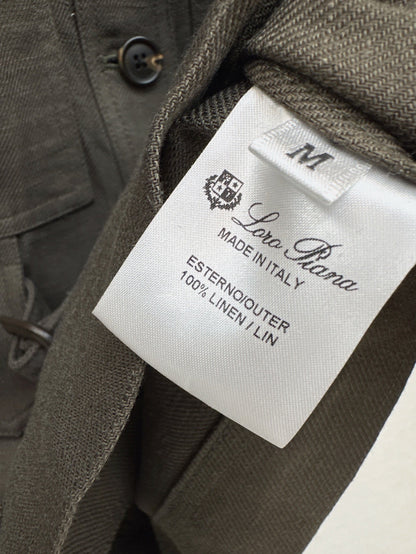 M
Loro Piana
MADE IN ITALY
ESTERNO/OUTER
100% LINEN / LIN